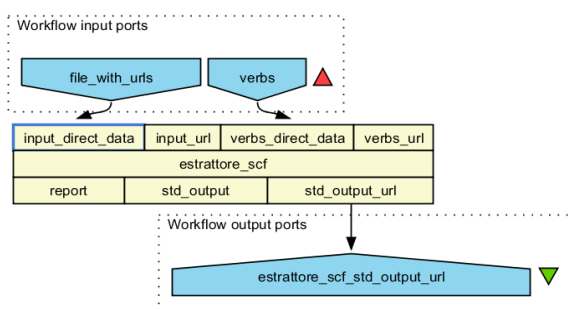 Workflow input ports
file_with_urls verbs
input_direct_data input_url verbs_direct_data verbs_url
estrattore_scf
report std_output std_output_url
Workflow output ports
estrattore_scf_std_output_url